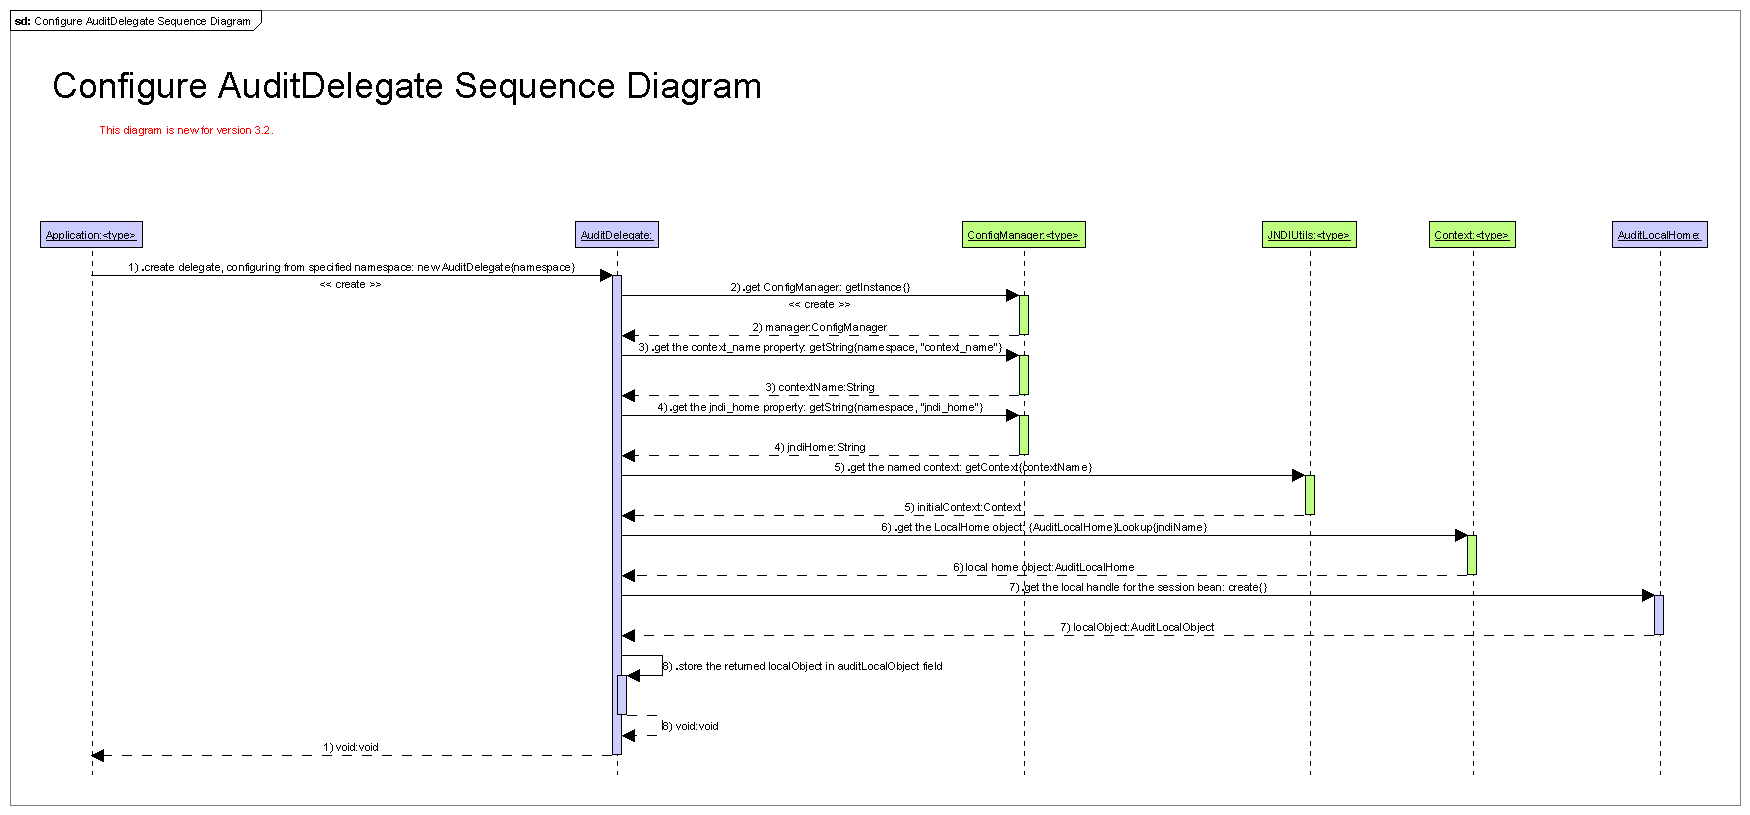 sd: Configure AuditDelegate Sequence Diagram
Configure AuditDelegate Sequence Diagram
This diagram is new for version 3.2.
Application:<type>
AuditDelegate:
ConfigManager:<type>
JNDIUtils:<type>
Context:<type>
AuditLocalHome:
1) .create delegate, configuring from specified namespace: new AuditDelegate{namespace}
<< create >>
2) .get ConfigManager: getInstance{}
<< create >>
2) manager:ConfigManager
3) .get the context_name property: getString{namespace, "context_name"}
3) contextName:String
4) .get the jndi_home property: getString{namespace, "jndi_home"}
4) jndiHome:String
5) .get the named context: getContext{contextName}
5) initialContext:Context
6) .get the LocalHome object: {AuditLocalHome}Lookup{jndiName}
6) local home object:AuditLocalHome
7) .get the local handle for the session bean: create{}
7) localObject:AuditLocalObject
8) .store the returned localObject in auditLocalObject field
8) void:void
1) void:void